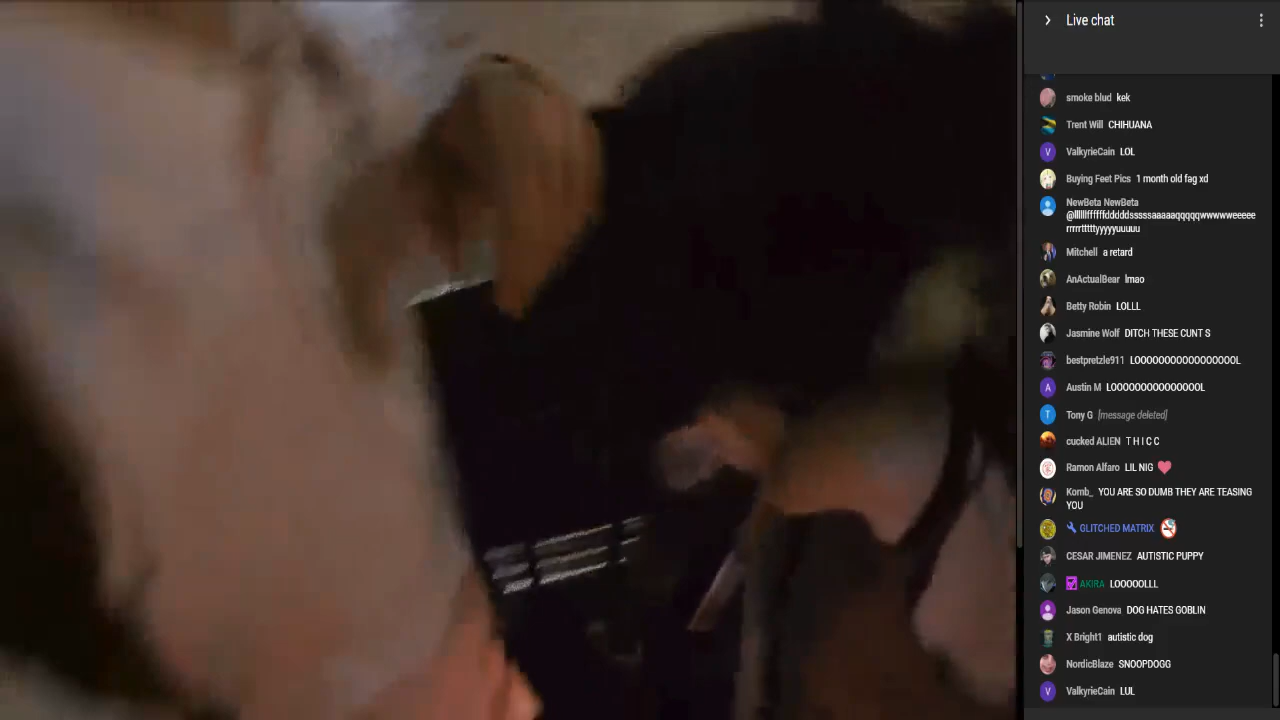 Live chat
smoke blud kek
Trent Will CHIHUANA
V ValkyrieCain LOL
Buying Feet Pics 1 month old fag xd
NewBeta NewBeta
Mitchell a retard
AnActualBear lmao
Betty Robin LOLLL
Jasmine Wolf DITCH THESE CUNT S
bestpretzle911 LOOOOOOOOOOOOOOOOOL
A Austin M LOOOOOOOOOOOOOOL
T Tony G [message deleted]
cucked ALIEN T H I C C
Ramon Alfaro LIL NIG
Komb_ YOU ARE SO DUMB THEY ARE TEASING
YOU
GLITCHED MATRIX
CESAR JIMENEZ AUTISTIC PUPPY
AKIRA LOOOOOLLL
Jason Genova DOG HATES GOBLIN
X Bright1 autistic dog
NordicBlaze SNOOPDOGG
V ValkyrieCain LUL